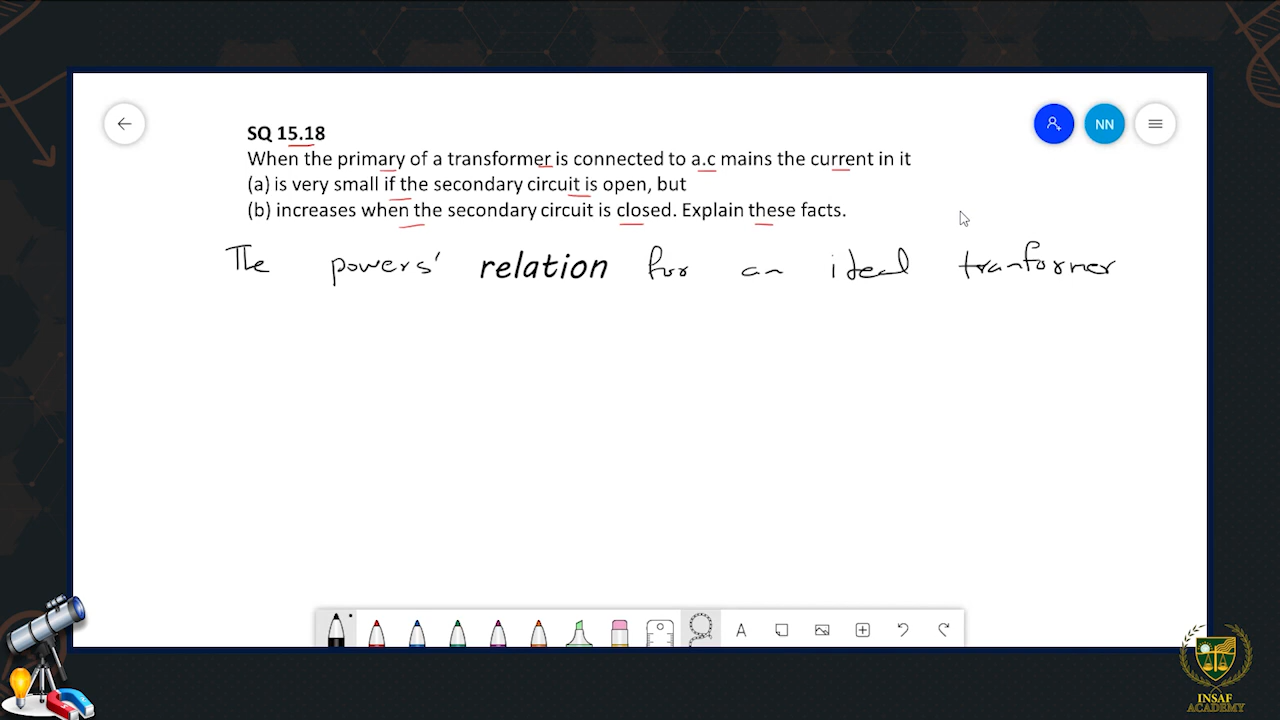 SQ 15.18
NN
When the primary of a transformer is connected to a.c mains the current in it
(a) is very small if the secondary circuit is open, but
(b) increases when the secondary circuit is closed. Explain these facts.
The powers' relation for an ideal tranformer
A
INSAF
ACADEMY